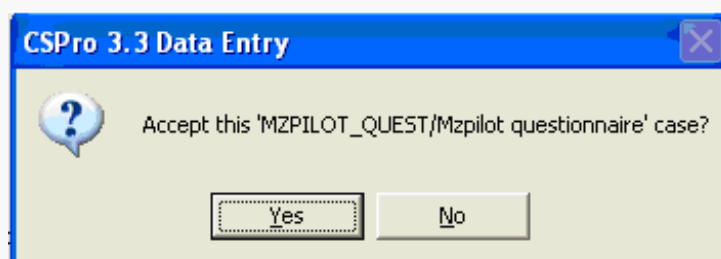 CSPro 3.3 Data Entry
Accept this 'MZPILOT_QUEST/Mzpilot questionnaire' case?
Yes No